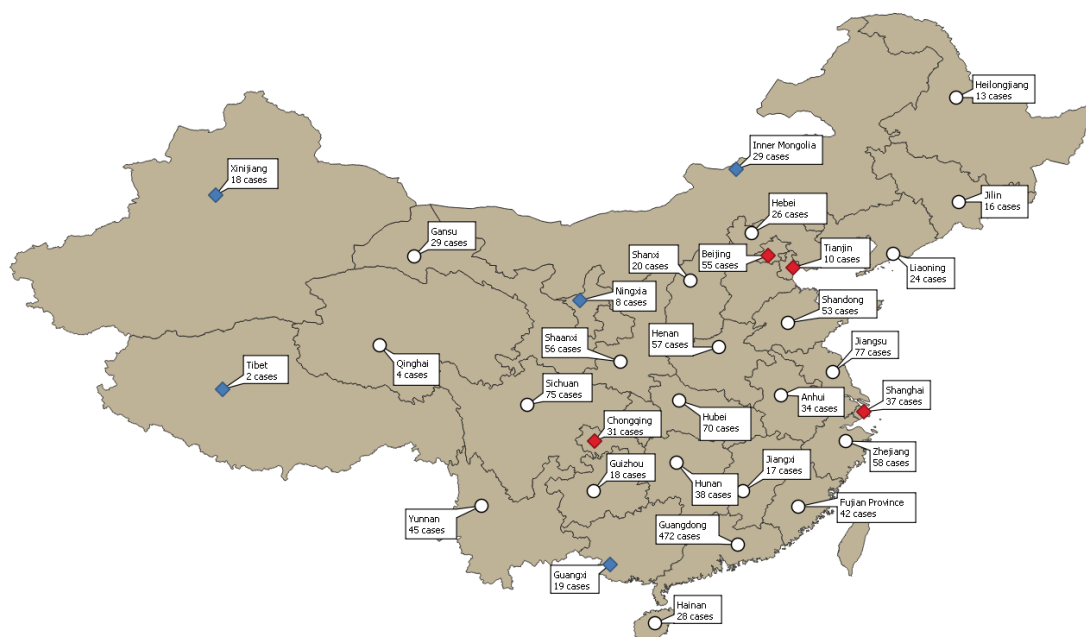 Heilongjiang
13 cases
Inner Mongolia
29 cases
Xinijiang
18 cases
Jilin
16 cases
Hebei
26 cases
Gansu
29 cases
Shanxi
20 cases
Beijing
55 cases
Tianjin
10 cases
Liaoning
24 cases
Ningxia
8 cases
Shandong
53 cases
Shaanxi
56 cases
Henan
57 cases
Jiangsu
77 cases
Qinghai
4 cases
Tibet
2 cases
Sichuan
75 cases
Anhui
34 cases
Shanghai
37 cases
Hubei
70 cases
Chongqing
31 cases
Zhejiang
58 cases
Guizhou
18 cases
Hunan
38 cases
Jiangxi
17 cases
Yunnan
45 cases
Fujian Province
42 cases
Guangdong
472 cases
Guangxi
19 cases
Hainan
28 cases